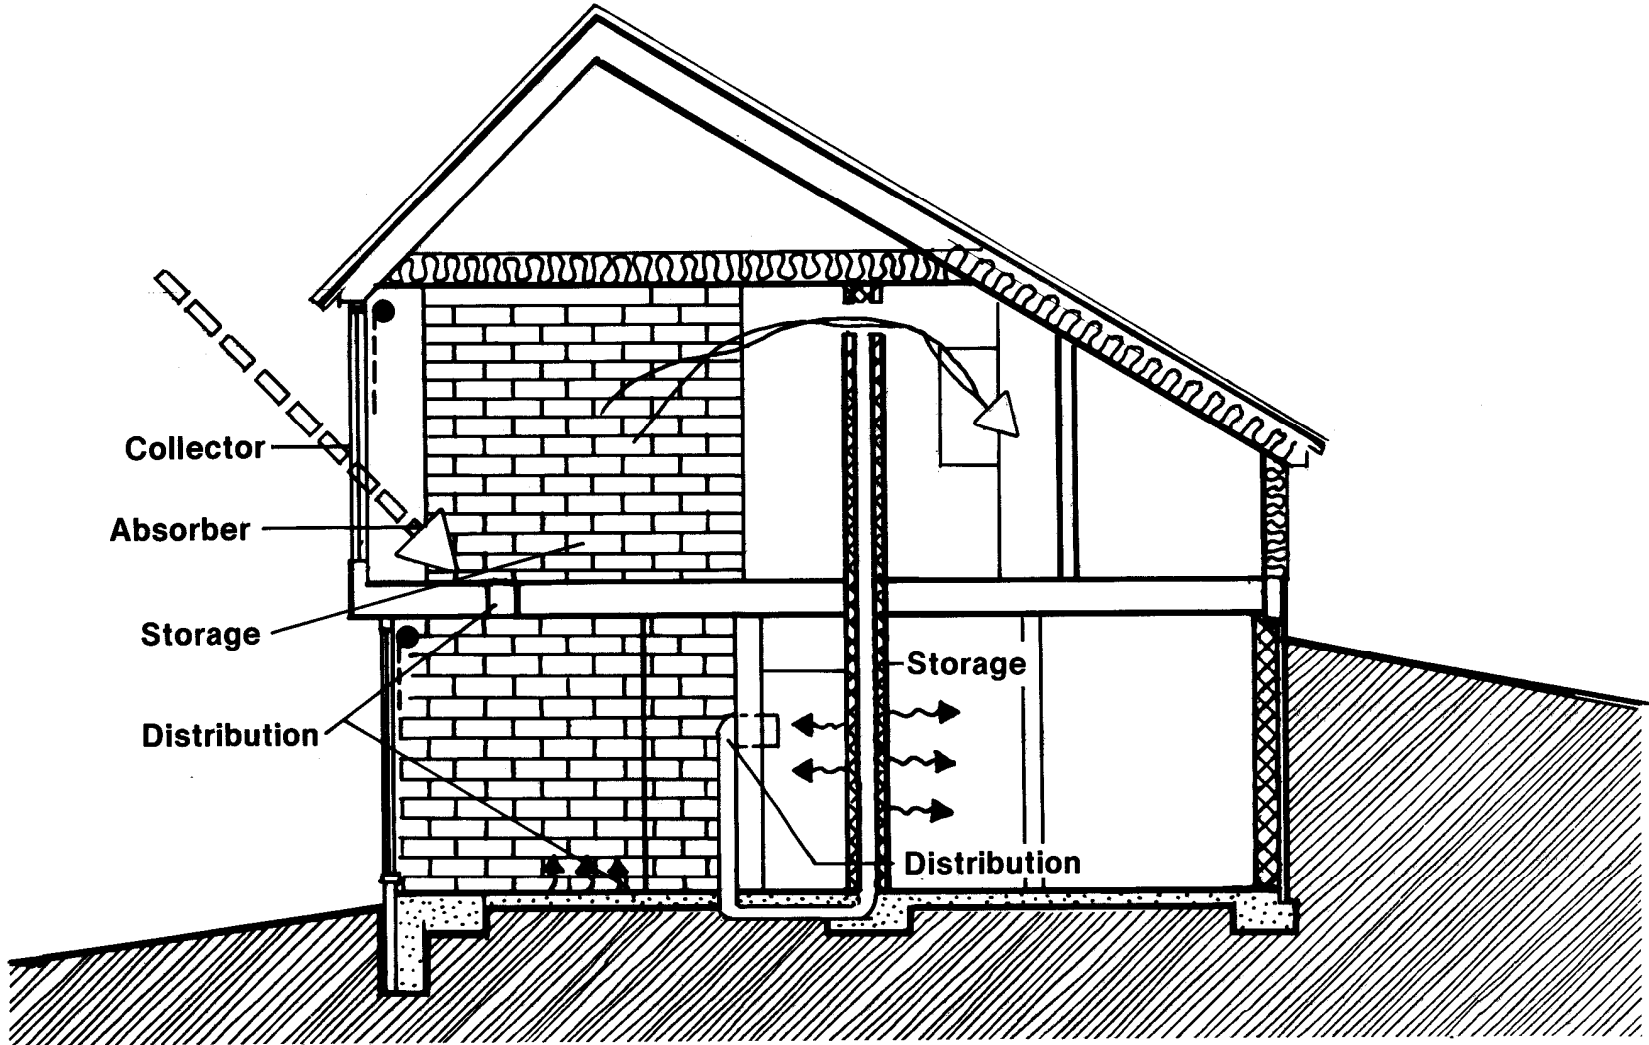 Collector
Absorber
Storage
Distribution
Storage
Distribution